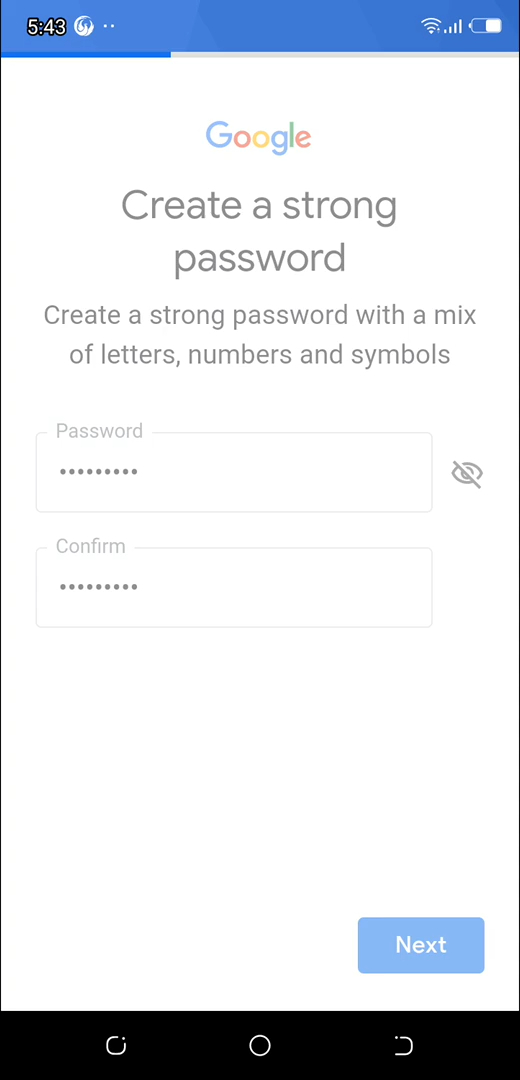 5:43
Google
Create a strong
password
Create a strong password with a mix
of letters, numbers and symbols
Password
•••••••••
Confirm
•••••••••
Next